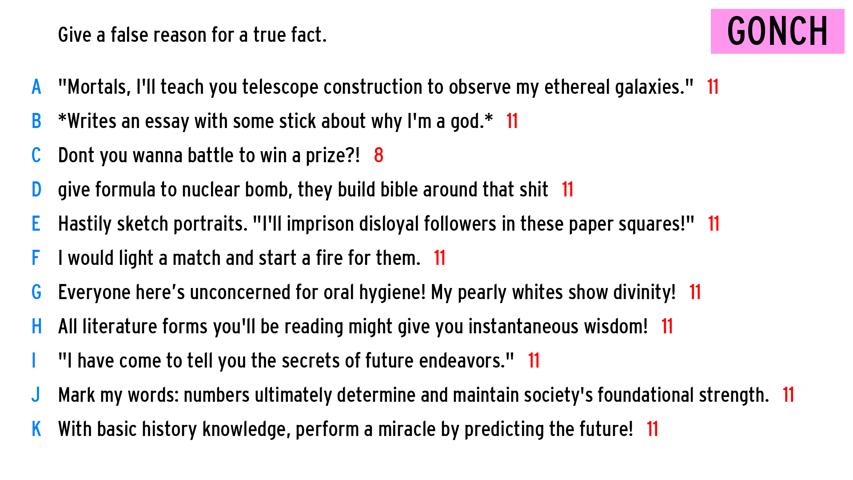 Give a false reason for a true fact.
GONCH
A "Mortals, I'll teach you telescope construction to observe my ethereal galaxies." 11
B *Writes an essay with some stick about why I'm a god.* 11
C Dont you wanna battle to win a prize?! 8
D give formula to nuclear bomb, they build bible around that shit 11
E Hastily sketch portraits. "I'll imprison disloyal followers in these paper squares!" 11
F I would light a match and start a fire for them. 11
G Everyone here's unconcerned for oral hygiene! My pearly whites show divinity! 11
H All literature forms you'll be reading might give you instantaneous wisdom! 11
I "I have come to tell you the secrets of future endeavors." 11
J Mark my words: numbers ultimately determine and maintain society's foundational strength. 11
K With basic history knowledge, perform a miracle by predicting the future! 11